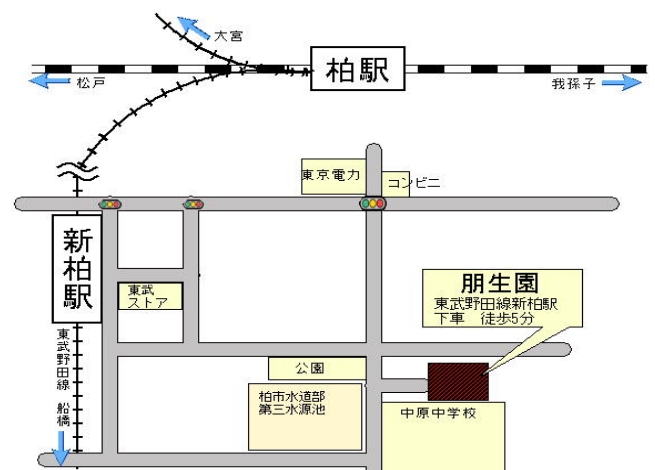 大宮
柏駅
松戸
我孫子
東京電力
コンビニ
新柏駅
東武
ストア
朋生園
東武野田線新柏駅
下車　徒歩5分
東武野田線　船橋
公園
柏市水道部
第三水源池
中原中学校